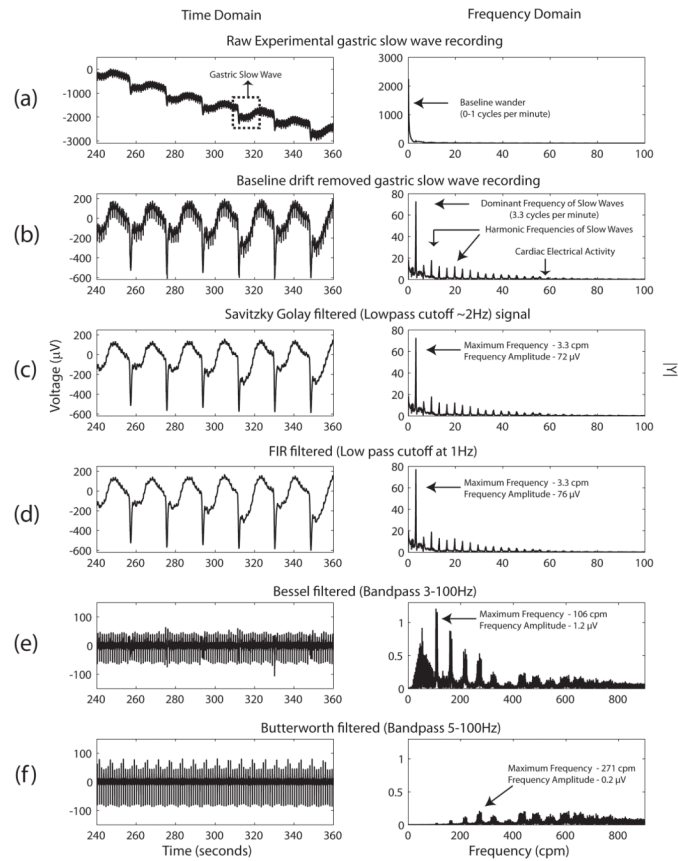 Time Domain
Frequency Domain
Raw Experimental gastric slow wave recording
(a)
0
-1000
-2000
-3000
Gastric Slow Wave
240 260 280 300 320 340 360
3000
2000
1000
0
Baseline wander
(0-1 cycles per minute)
0 20 40 60 80 100
Baseline drift removed gastric slow wave recording
(b)
200
0
-200
-400
-600
240 260 280 300 320 340 360
80
60
40
20
0
Dominant Frequency of Slow Waves
(3.3 cycles per minute)
Harmonic Frequencies of Slow Waves
Cardiac Electrical Activity
0 20 40 60 80 100
Savitzky Golay filtered (Lowpass cutoff ~2Hz) signal
(c)
Voltage (μV)
200
0
-200
-400
-600
240 260 280 300 320 340 360
80
60
40
20
0
Maximum Frequency - 3.3 cpm
Frequency Amplitude - 72 μV
0 20 40 60 80 100
|Y|
FIR filtered (Low pass cutoff at 1Hz)
(d)
200
0
-200
-400
-600
240 260 280 300 320 340 360
80
60
40
20
0
Maximum Frequency - 3.3 cpm
Frequency Amplitude - 76 μV
0 20 40 60 80 100
Bessel filtered (Bandpass 3-100Hz)
(e)
100
0
-100
240 260 280 300 320 340 360
1
0.5
0
Maximum Frequency - 106 cpm
Frequency Amplitude - 1.2 μV
0 200 400 600 800
Butterworth filtered (Bandpass 5-100Hz)
(f)
100
0
-100
240 260 280 300 320 340 360
Time (seconds)
1
0.5
0
Maximum Frequency - 271 cpm
Frequency Amplitude - 0.2 μV
0 200 400 600 800
Frequency (cpm)